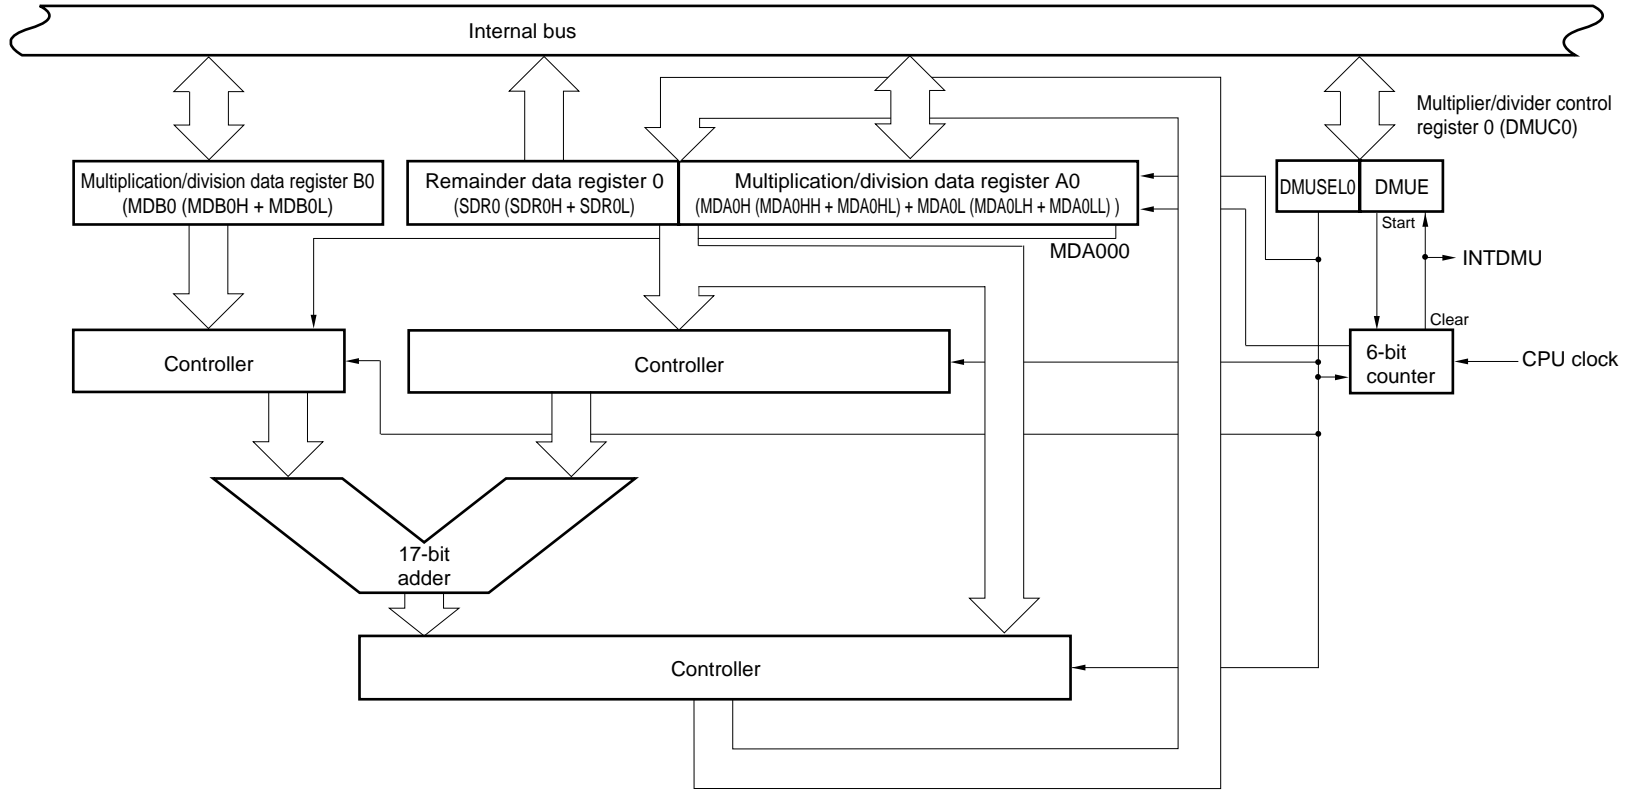 Internal bus
Multiplier/divider control
register 0 (DMUC0)
Multiplication/division data register B0
(MDB0 (MDB0H + MDB0L)
Remainder data register 0
(SDR0 (SDR0H + SDR0L)
Multiplication/division data register A0
(MDA0H (MDA0HH + MDA0HL) + MDA0L (MDA0LH + MDA0LL) )
DMUSEL0
DMUE
Start
MDA000
INTDMU
Clear
Controller
Controller
6-bit
counter
CPU clock
17-bit
adder
Controller